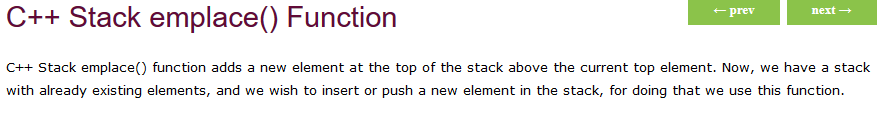 C++ Stack emplace() Function
← prev
next →
C++ Stack emplace() function adds a new element at the top of the stack above the current top element. Now, we have a stack
with already existing elements, and we wish to insert or push a new element in the stack, for doing that we use this function.